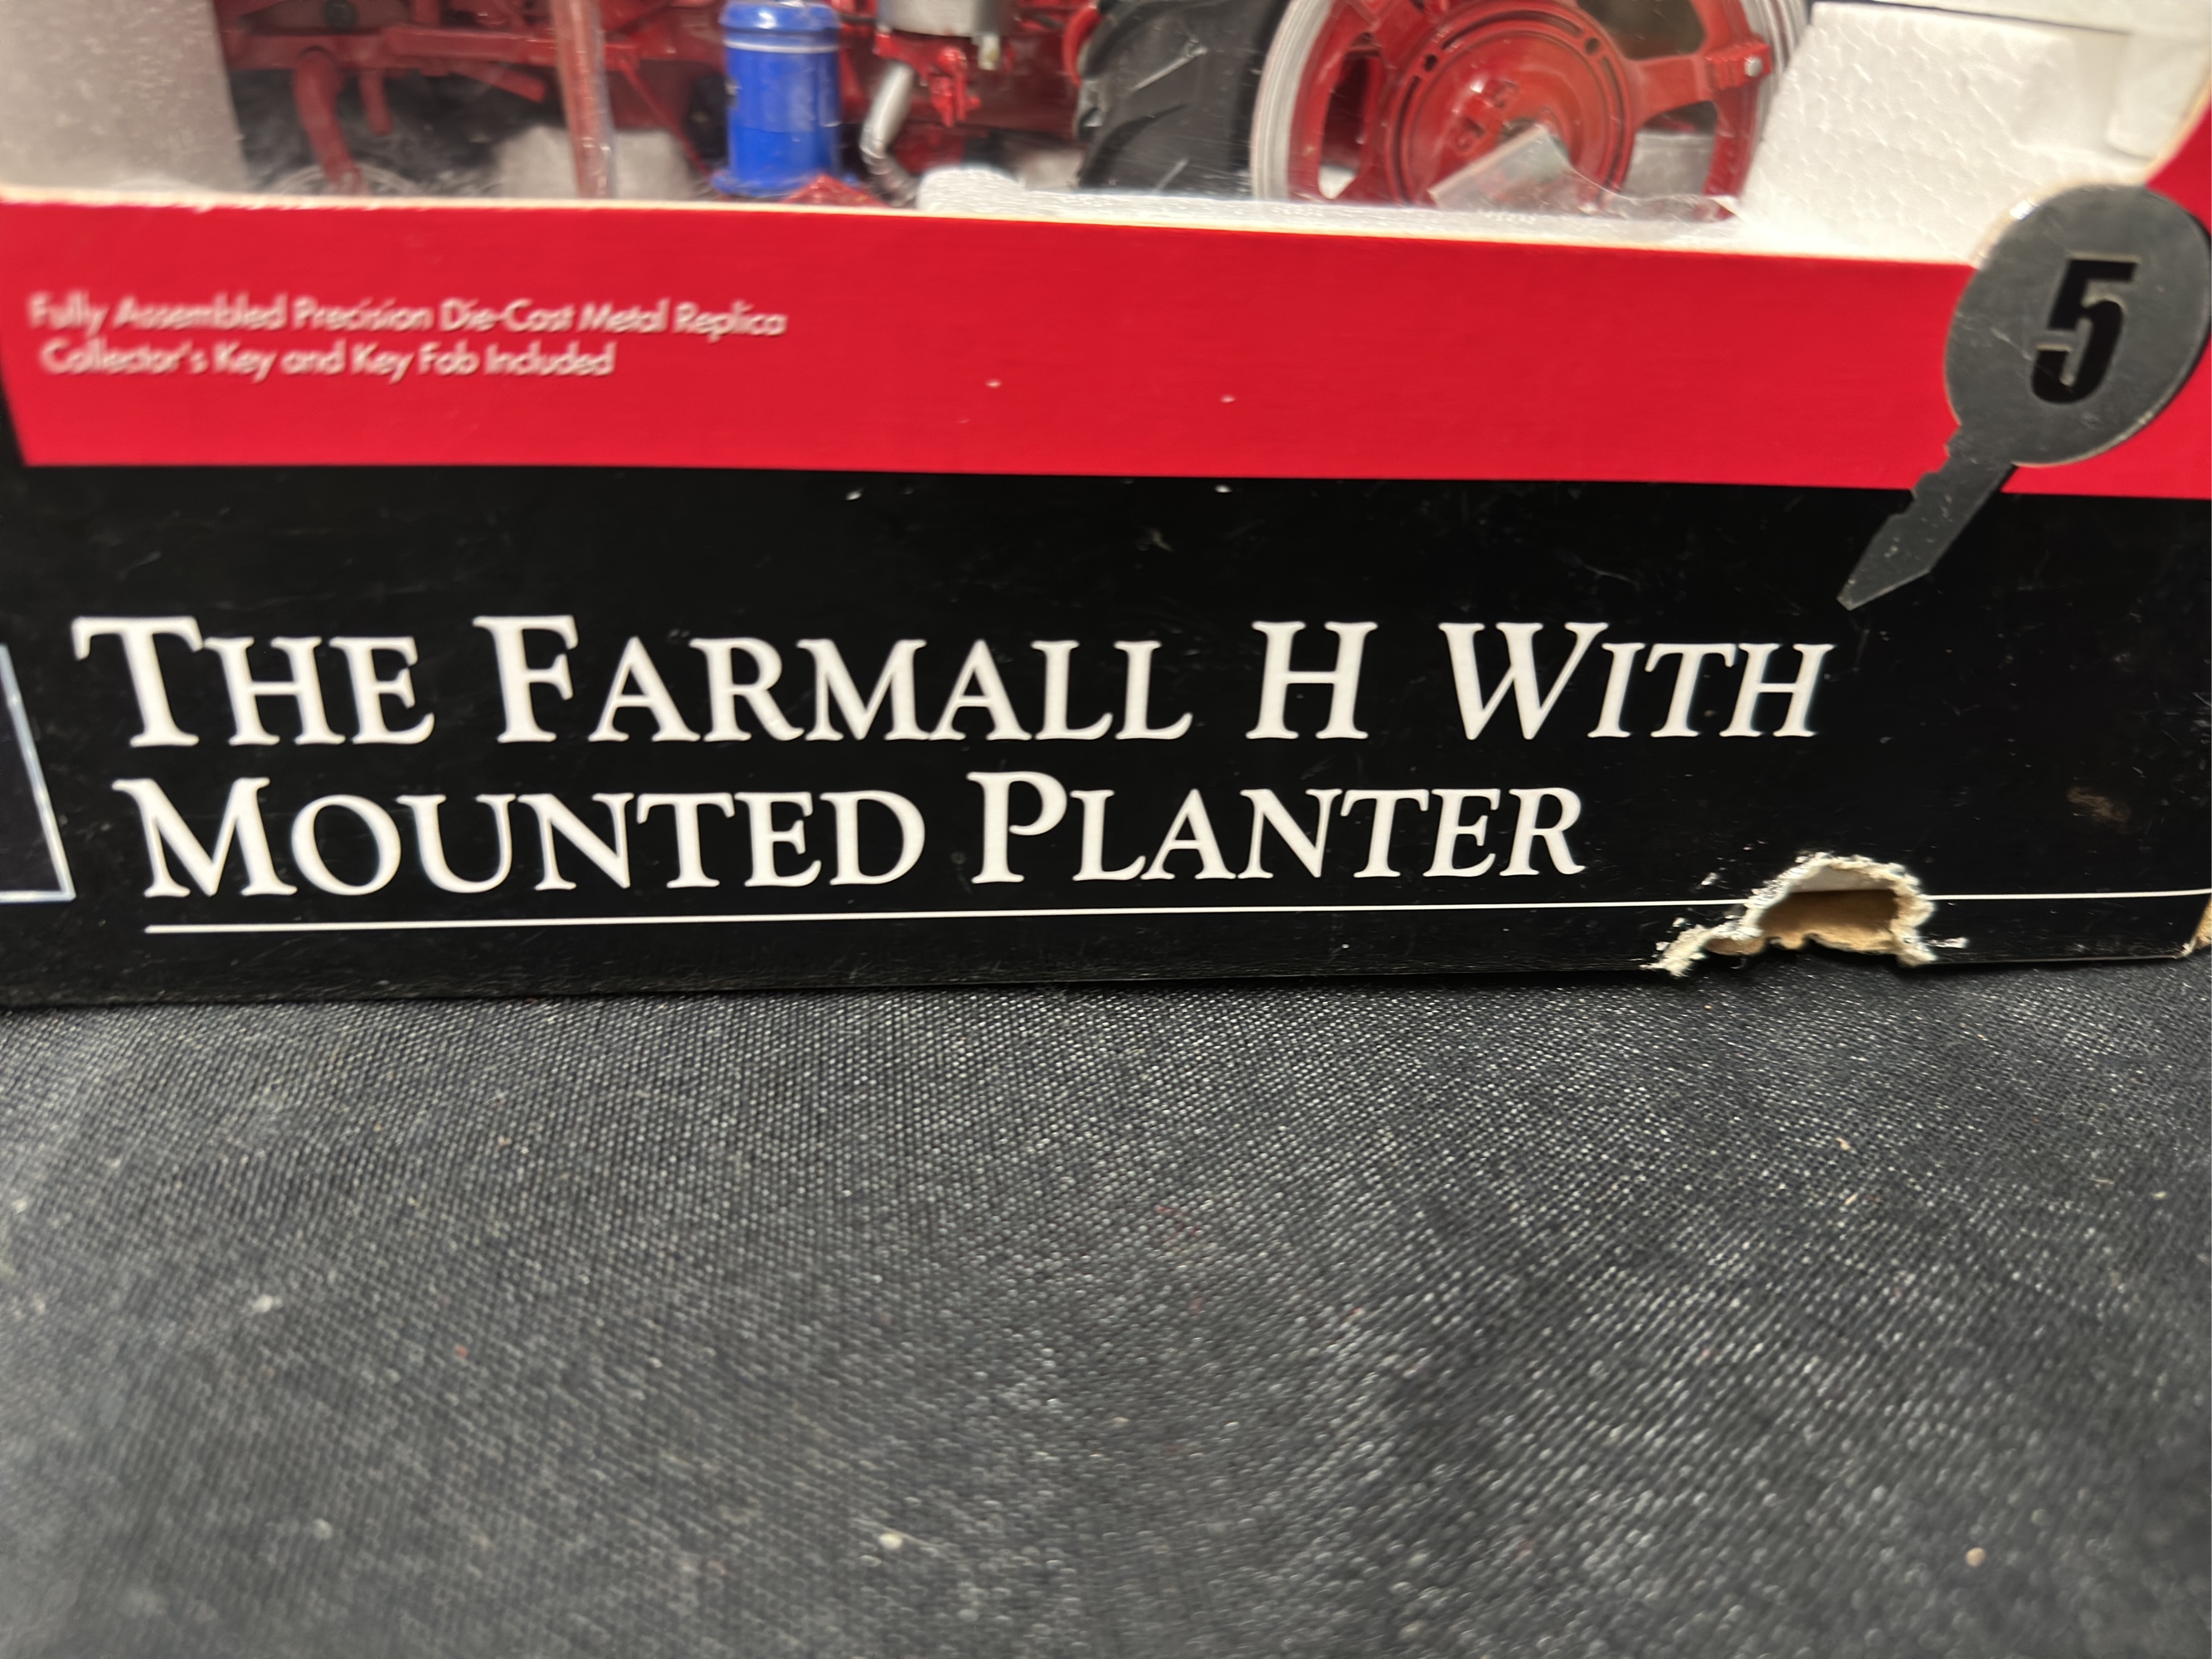 Fully Assembled Precision Die-Cast Metal Replica
Collector's Key and Key Fob Included
5
THE FARMALL H WITH
MOUNTED PLANTER